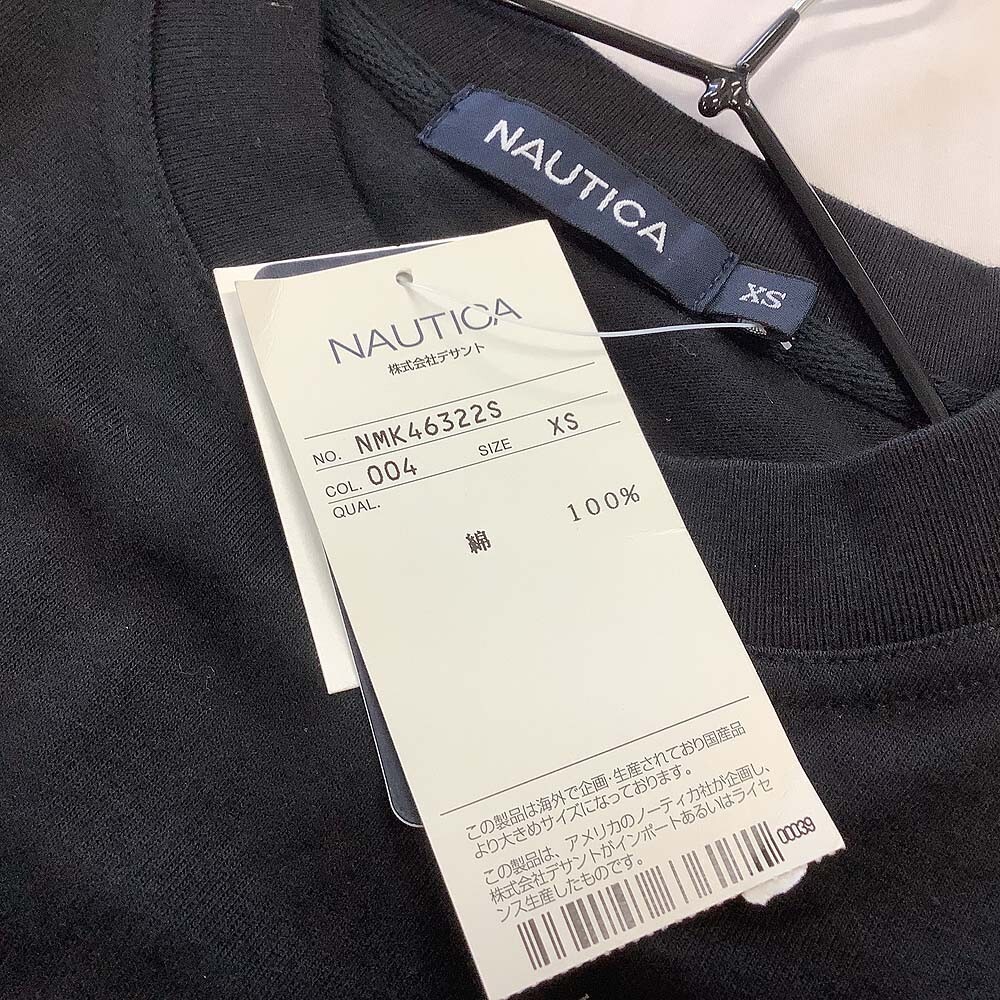 NAUTICA
XS
NAUTICA
株式会社デサント
NO. NMK46322S
COL. 004 SIZE XS
QUAL.
綿 100%
この製品は海外で企画・生産されており国産品
より大きめサイズになっております。
この製品は、アメリカのノーティカ社が企画し、
株式会社デサントがインポートあるいはライセ
ンス生産したものです。
00039